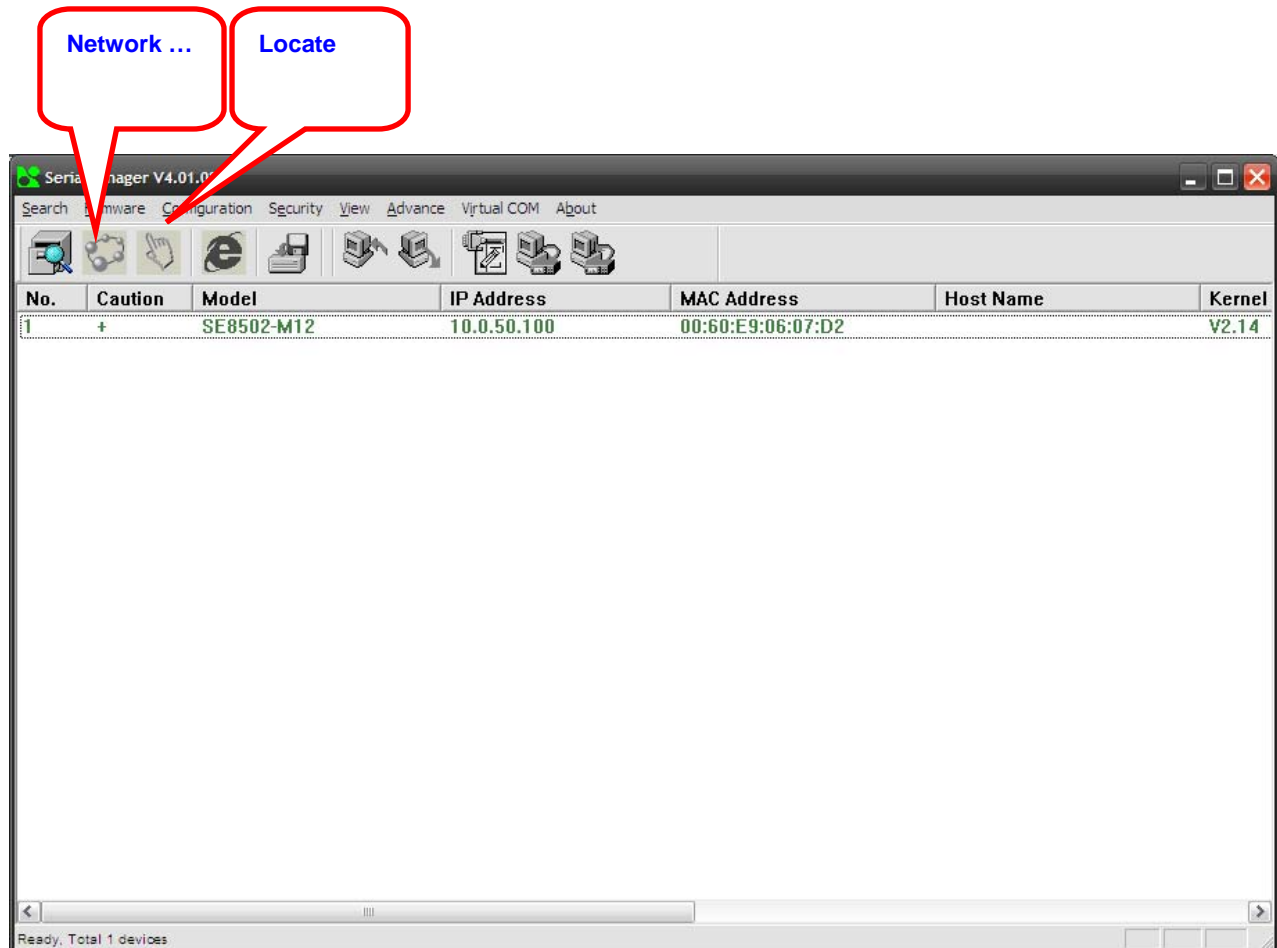 Network …
Locate
Seria nager V4.01.0
Search mware Co iguration Security View Advance Virtual COM About
No. Caution Model IP Address MAC Address Host Name Kernel
1 + SE8502-M12 10.0.50.100 00:60:E9:06:07:D2 V2.14
Ready, Total 1 devices